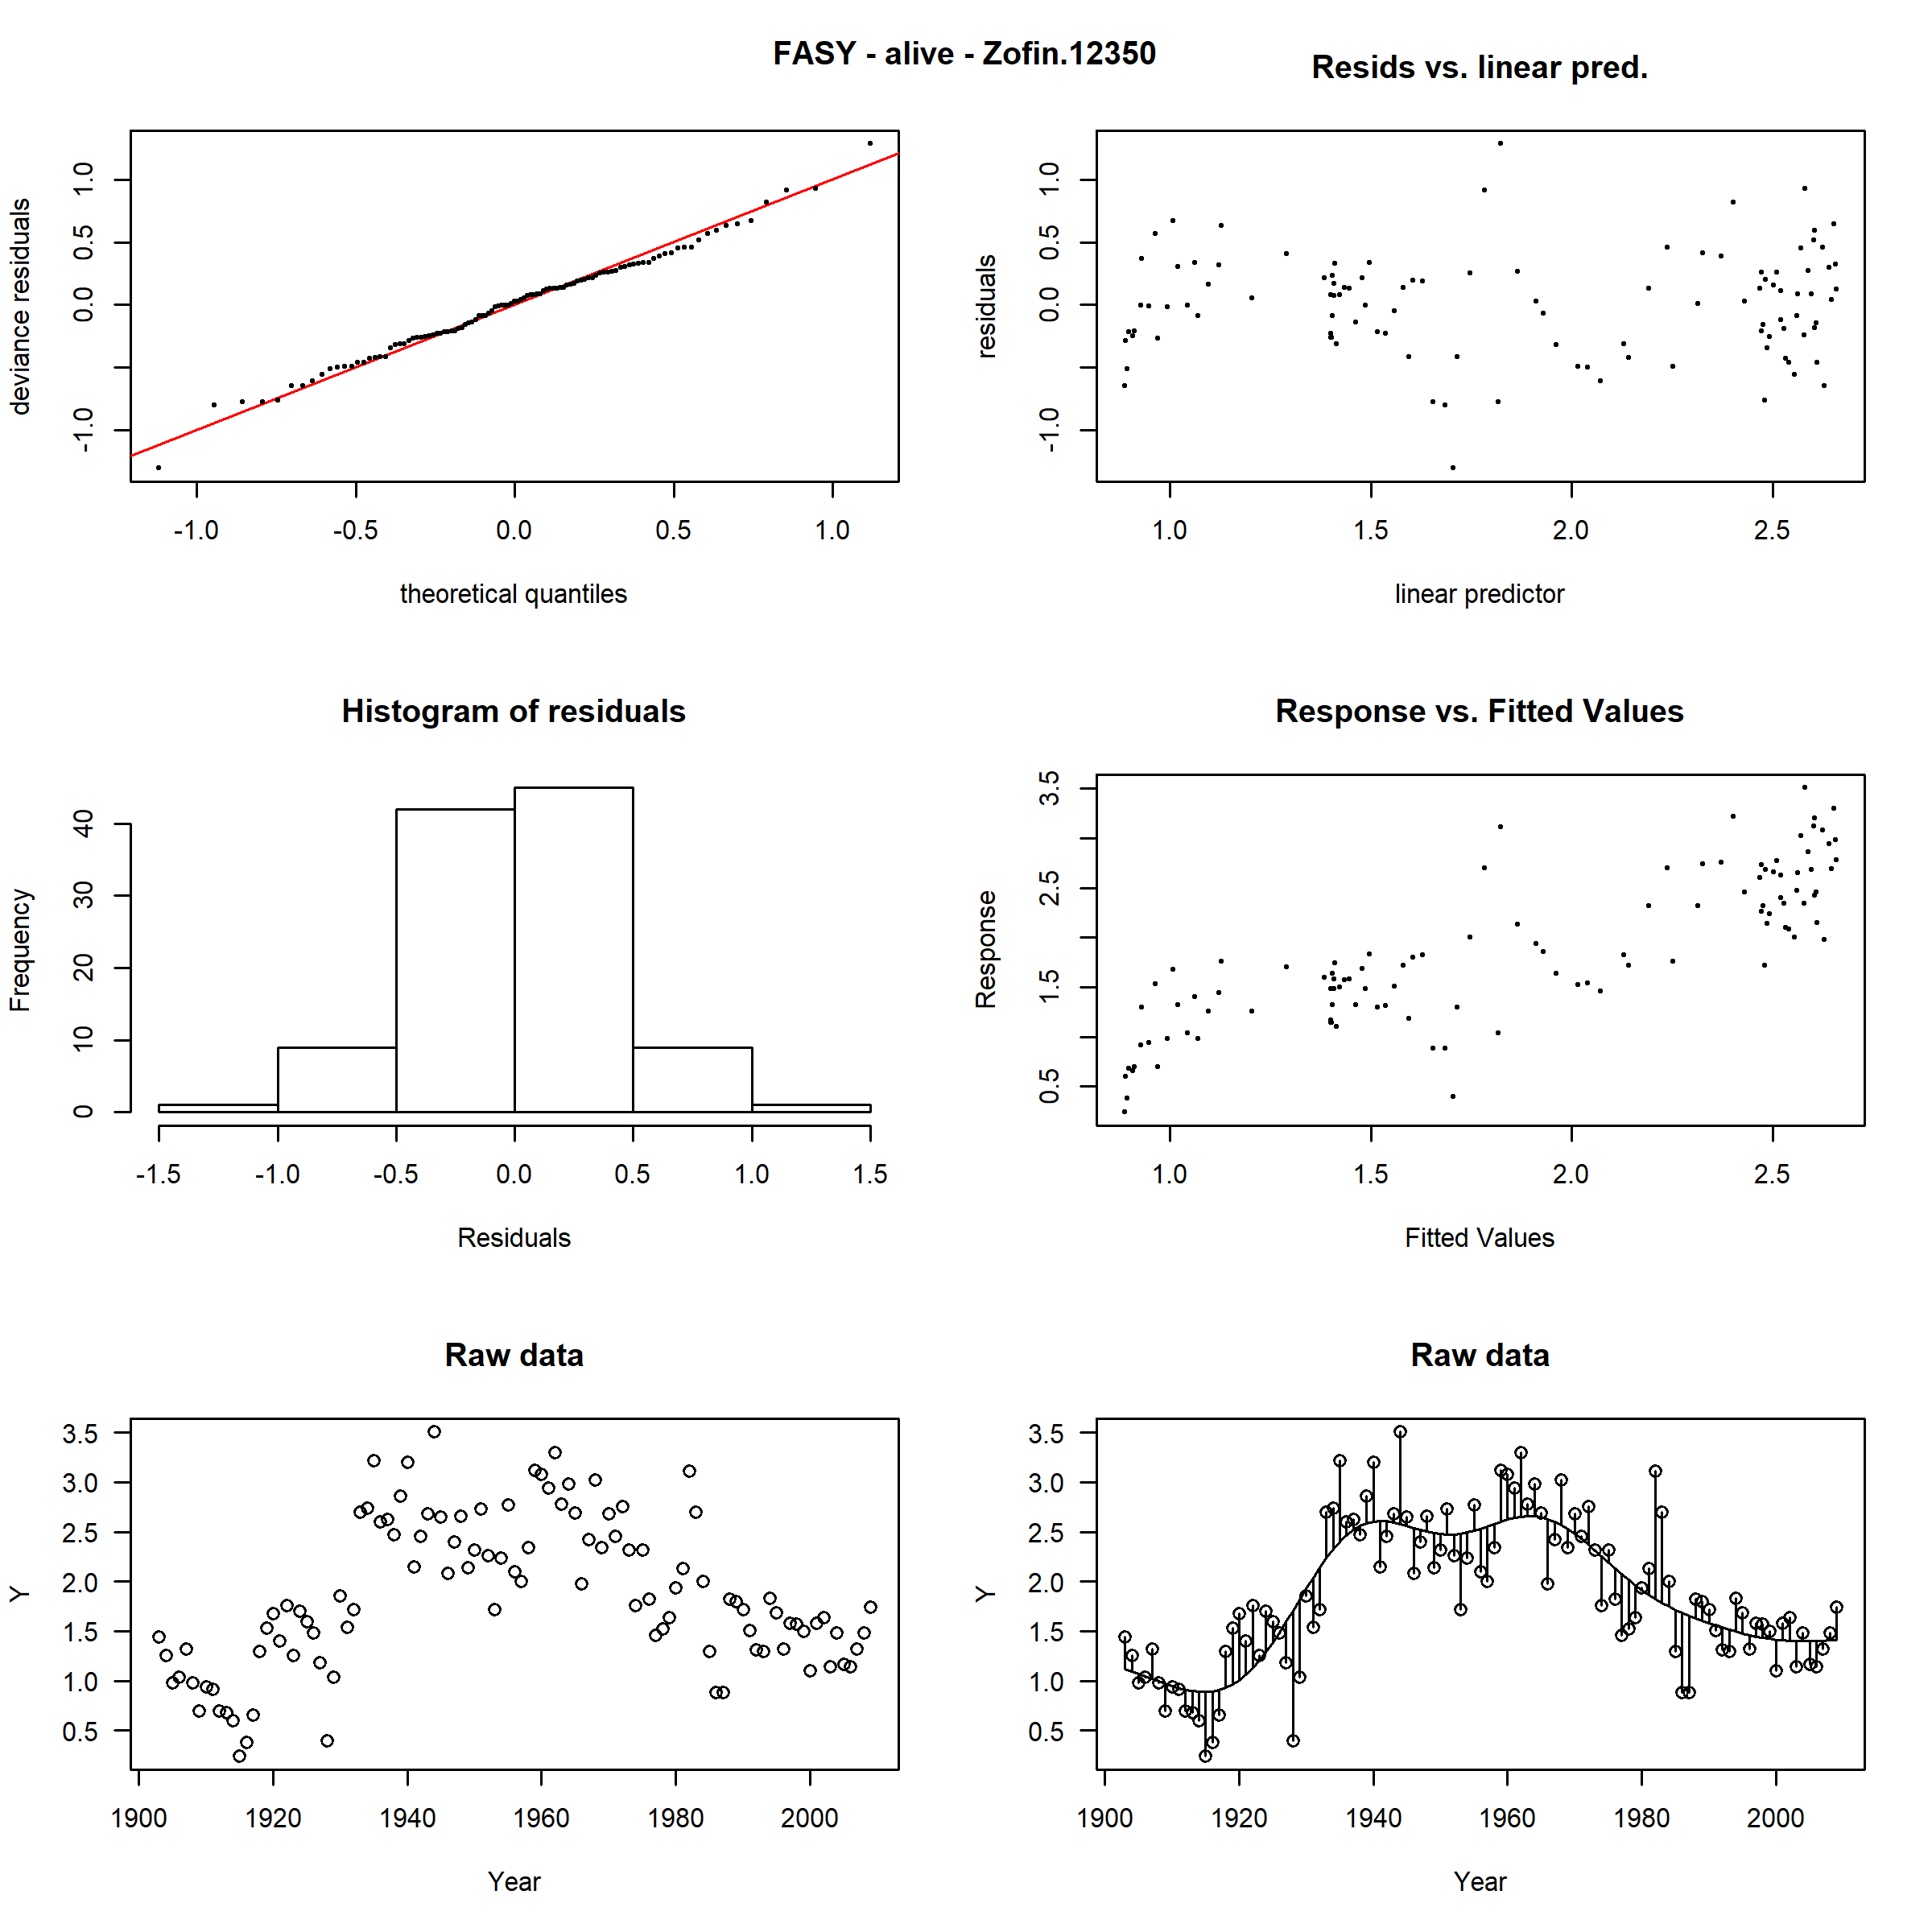 FASY - alive - Zofin.12350
Resids vs. linear pred.
deviance residuals
-1.0 0.0 0.5 1.0
-1.0 -0.5 0.0 0.5 1.0
theoretical quantiles
residuals
-1.0 0.0 0.5 1.0
1.0 1.5 2.0 2.5
linear predictor
Histogram of residuals
Frequency
0 10 20 30 40
-1.5 -1.0 -0.5 0.0 0.5 1.0 1.5
Residuals
Response vs. Fitted Values
Response
0.5 1.5 2.5 3.5
1.0 1.5 2.0 2.5
Fitted Values
Raw data
Y
3.5
3.0
2.5
2.0
1.5
1.0
0.5
1900 1920 1940 1960 1980 2000
Year
Raw data
Y
3.5
3.0
2.5
2.0
1.5
1.0
0.5
1900 1920 1940 1960 1980 2000
Year